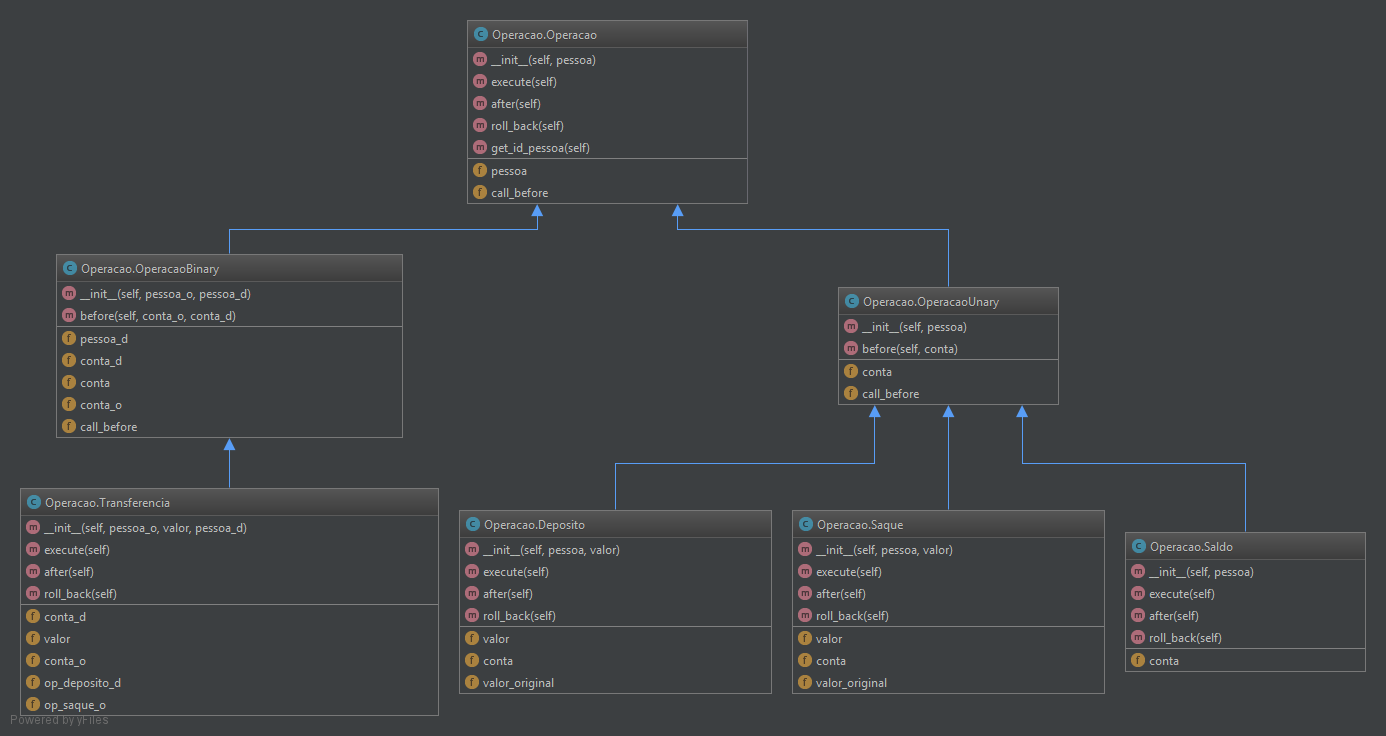 Operacao.Operacao
__init__(self, pessoa)
execute(self)
after(self)
roll_back(self)
get_id_pessoa(self)
pessoa
call_before
Operacao.OperacaoBinary
__init__(self, pessoa_o, pessoa_d)
before(self, conta_o, conta_d)
pessoa_d
conta_d
conta
conta_o
call_before
Operacao.OperacaoUnary
__init__(self, pessoa)
before(self, conta)
conta
call_before
Operacao.Transferencia
__init__(self, pessoa_o, valor, pessoa_d)
execute(self)
after(self)
roll_back(self)
conta_d
valor
conta_o
op_deposito_d
op_saque_o
Operacao.Deposito
__init__(self, pessoa, valor)
execute(self)
after(self)
roll_back(self)
valor
conta
valor_original
Operacao.Saque
__init__(self, pessoa, valor)
execute(self)
after(self)
roll_back(self)
valor
conta
valor_original
Operacao.Saldo
__init__(self, pessoa)
execute(self)
after(self)
roll_back(self)
conta
Powered by yFiles